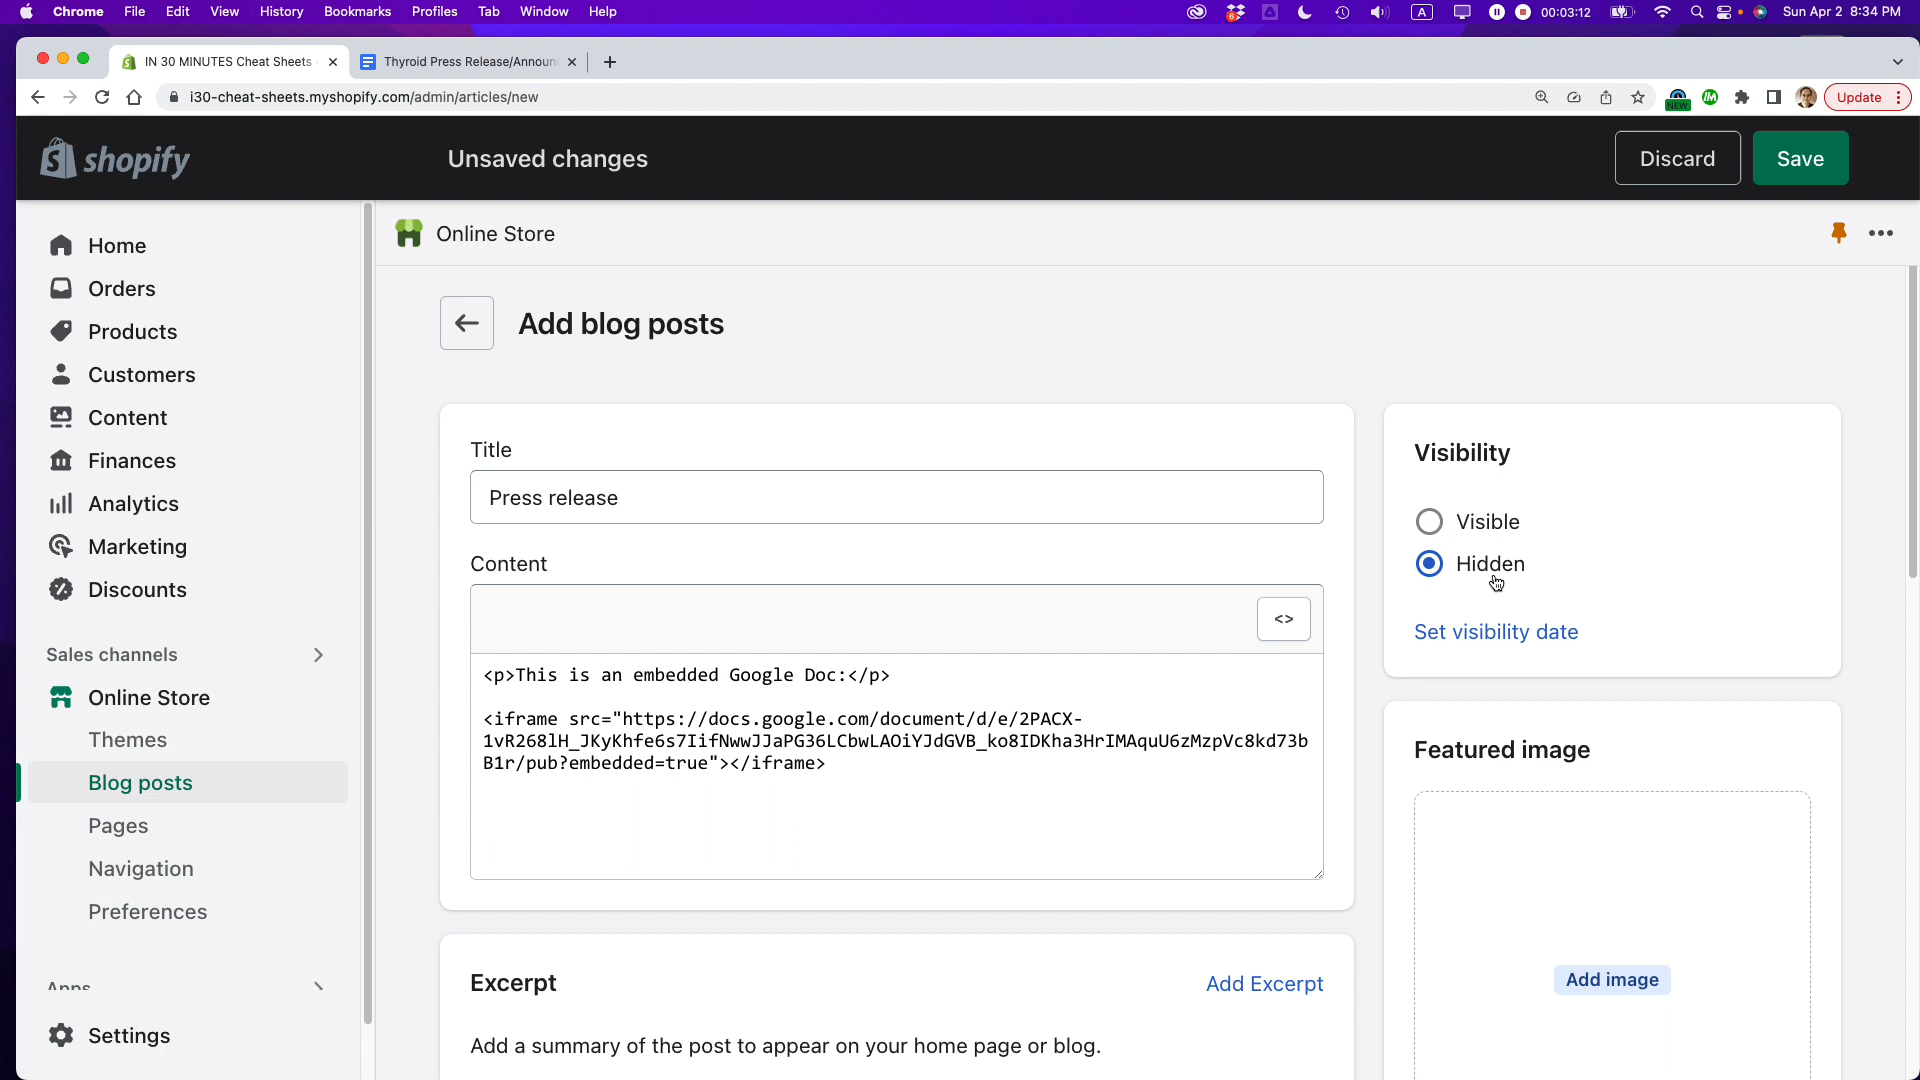 Chrome File Edit View History Bookmarks Profiles Tab Window Help
6
A
00:03:12
Sun Apr 2 8:34 PM
IN 30 MINUTES Cheat Sheets
Thyroid Press Release/Announ
i30-cheat-sheets.myshopify.com/admin/articles/new
NEW
Update
shopify
Unsaved changes
Discard
Save
Home
Orders
Products
Customers
Content
Finances
Analytics
Marketing
Discounts
Sales channels
Online Store
Themes
Blog posts
Pages
Navigation
Preferences
Apps
Settings
Online Store
Add blog posts
Title
Press release
Content
<>
<p>This is an embedded Google Doc:</p>
<iframe src="https://docs.google.com/document/d/e/2PACX-
1vR268lH_JKyKhfe6s7IifNwwJJaPG36LCbwLAOiYJdGVB_ko8IDKha3HrIMAquU6zMzpVc8kd73b
B1r/pub?embedded=true"></iframe>
Excerpt
Add Excerpt
Add a summary of the post to appear on your home page or blog.
Visibility
Visible
Hidden
Set visibility date
Featured image
Add image